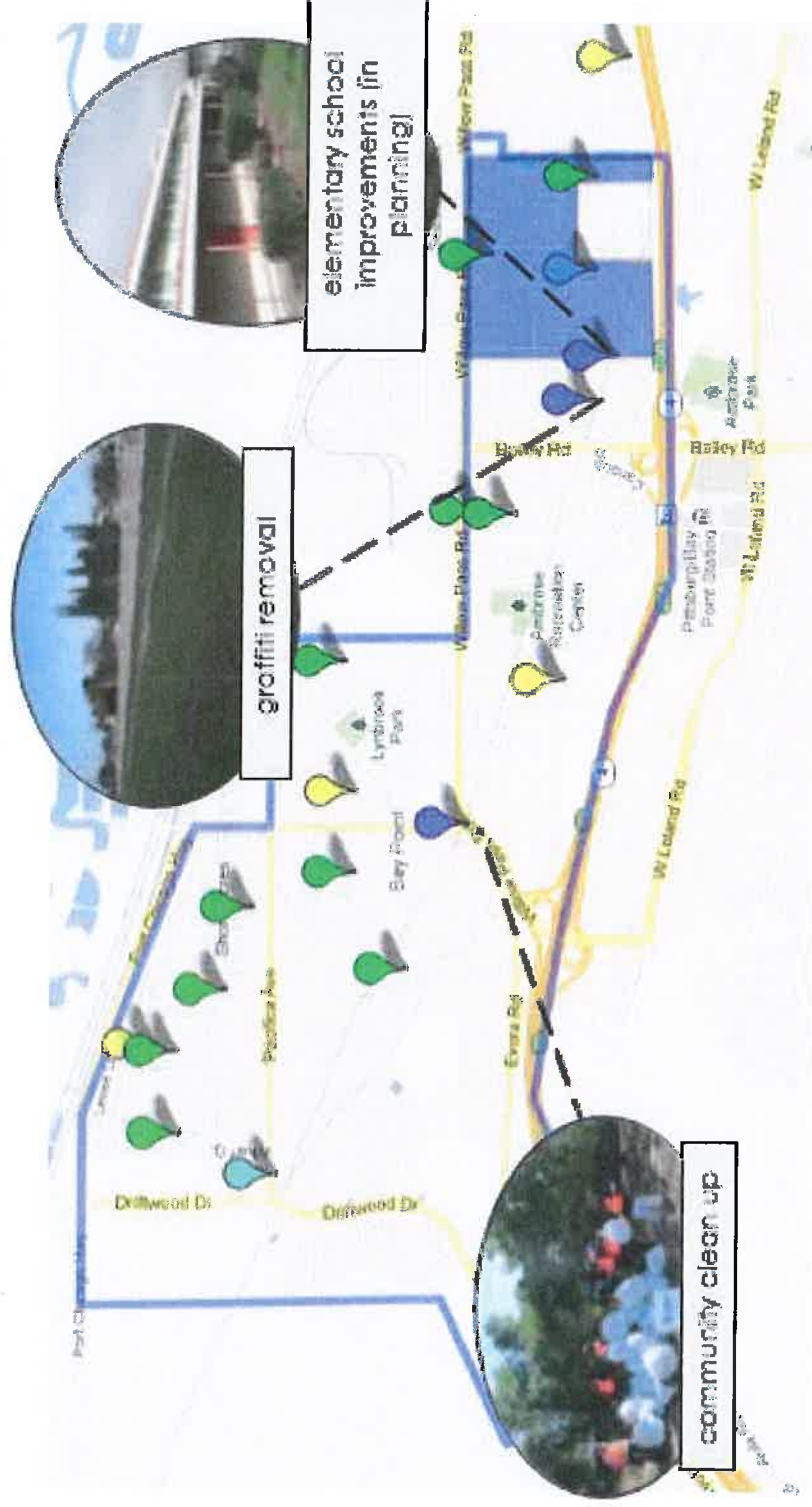 elementary school
improvements (in
planning)
graffiti removal
community clean up
Willow Pass Rd
Willow Pass Rd
Bailey Rd
Bailey Rd
W Leland Rd
W Leland Rd
W Leland Rd
Ambrose
Park
Ambrose
Recreation
Center
Pittsburg/Bay
Point Station
Lynbrook
Park
Bay Point
Pacifica Ave
Evora Rd
Driftwood Dr
Driftwood Dr
4
4